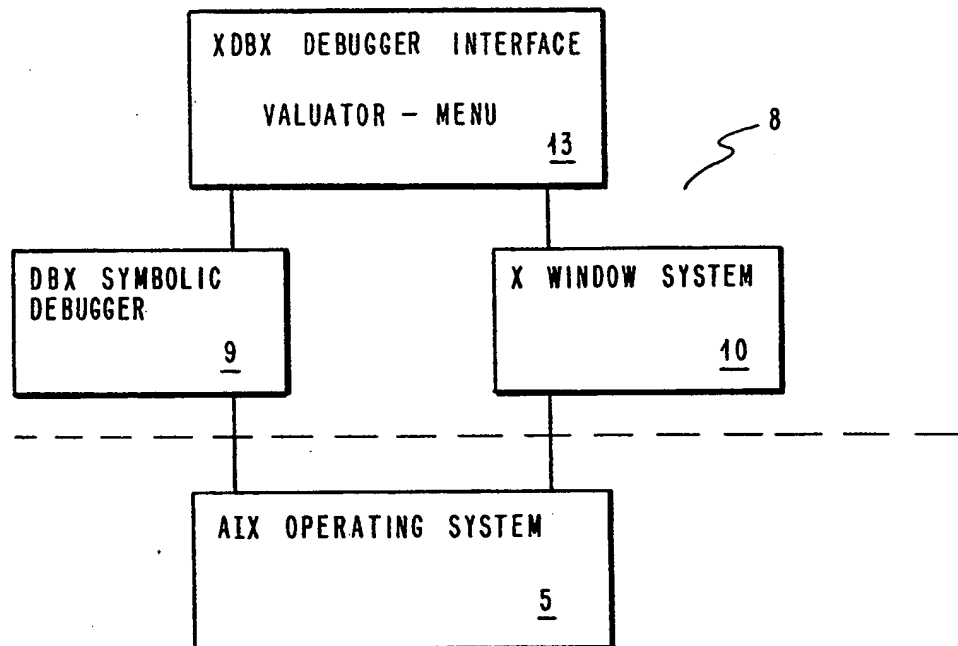 XDBX DEBUGGER INTERFACE
VALUATOR - MENU
13
8
DBX SYMBOLIC
DEBUGGER
9
X WINDOW SYSTEM
10
AIX OPERATING SYSTEM
5